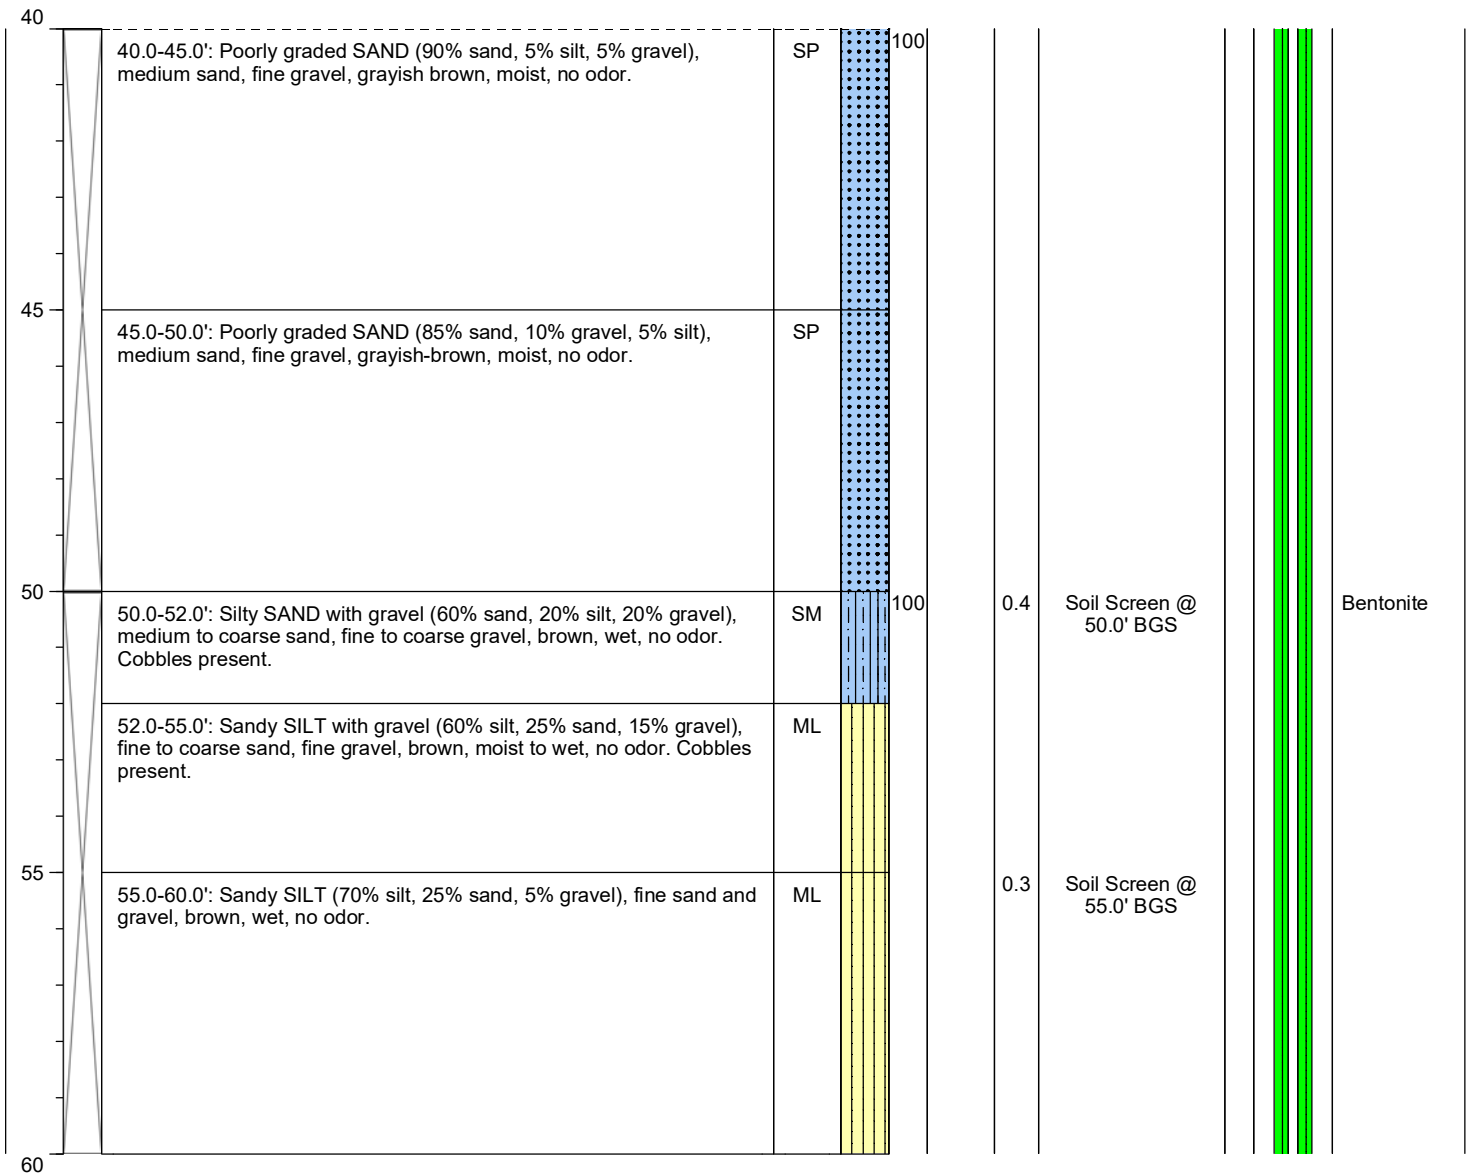 40
40.0-45.0': Poorly graded SAND (90% sand, 5% silt, 5% gravel),
medium sand, fine gravel, grayish brown, moist, no odor.
SP
100
45
45.0-50.0': Poorly graded SAND (85% sand, 10% gravel, 5% silt),
medium sand, fine gravel, grayish-brown, moist, no odor.
SP
50
50.0-52.0': Silty SAND with gravel (60% sand, 20% silt, 20% gravel),
medium to coarse sand, fine to coarse gravel, brown, wet, no odor.
Cobbles present.
SM
100
0.4
Soil Screen @
50.0' BGS
Bentonite
52.0-55.0': Sandy SILT with gravel (60% silt, 25% sand, 15% gravel),
fine to coarse sand, fine gravel, brown, moist to wet, no odor. Cobbles
present.
ML
55
55.0-60.0': Sandy SILT (70% silt, 25% sand, 5% gravel), fine sand and
gravel, brown, wet, no odor.
ML
0.3
Soil Screen @
55.0' BGS
60